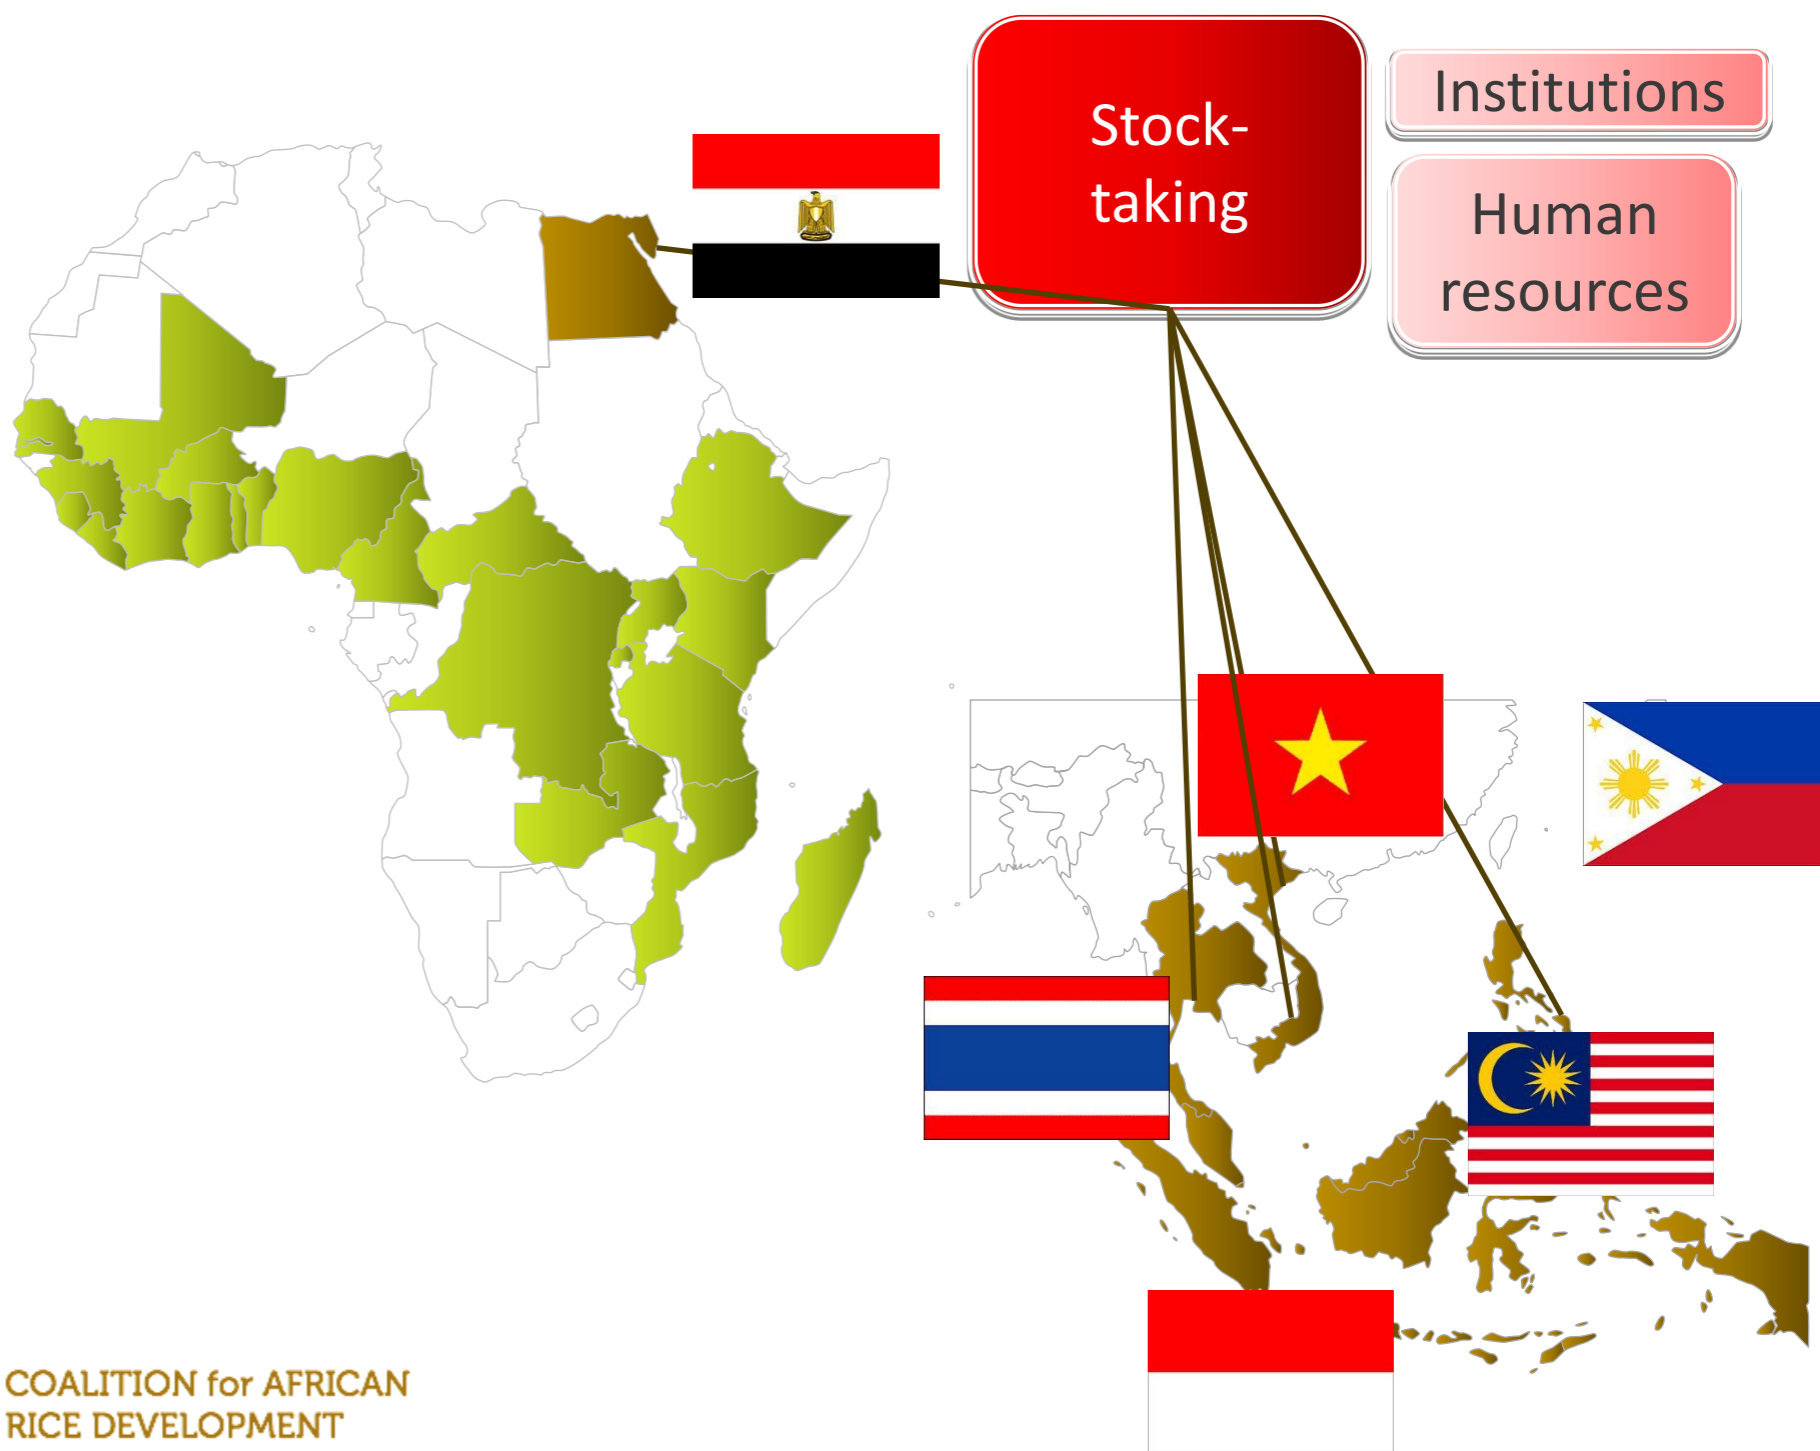 Stock-
taking
Institutions
Human
resources
COALITION for AFRICAN
RICE DEVELOPMENT